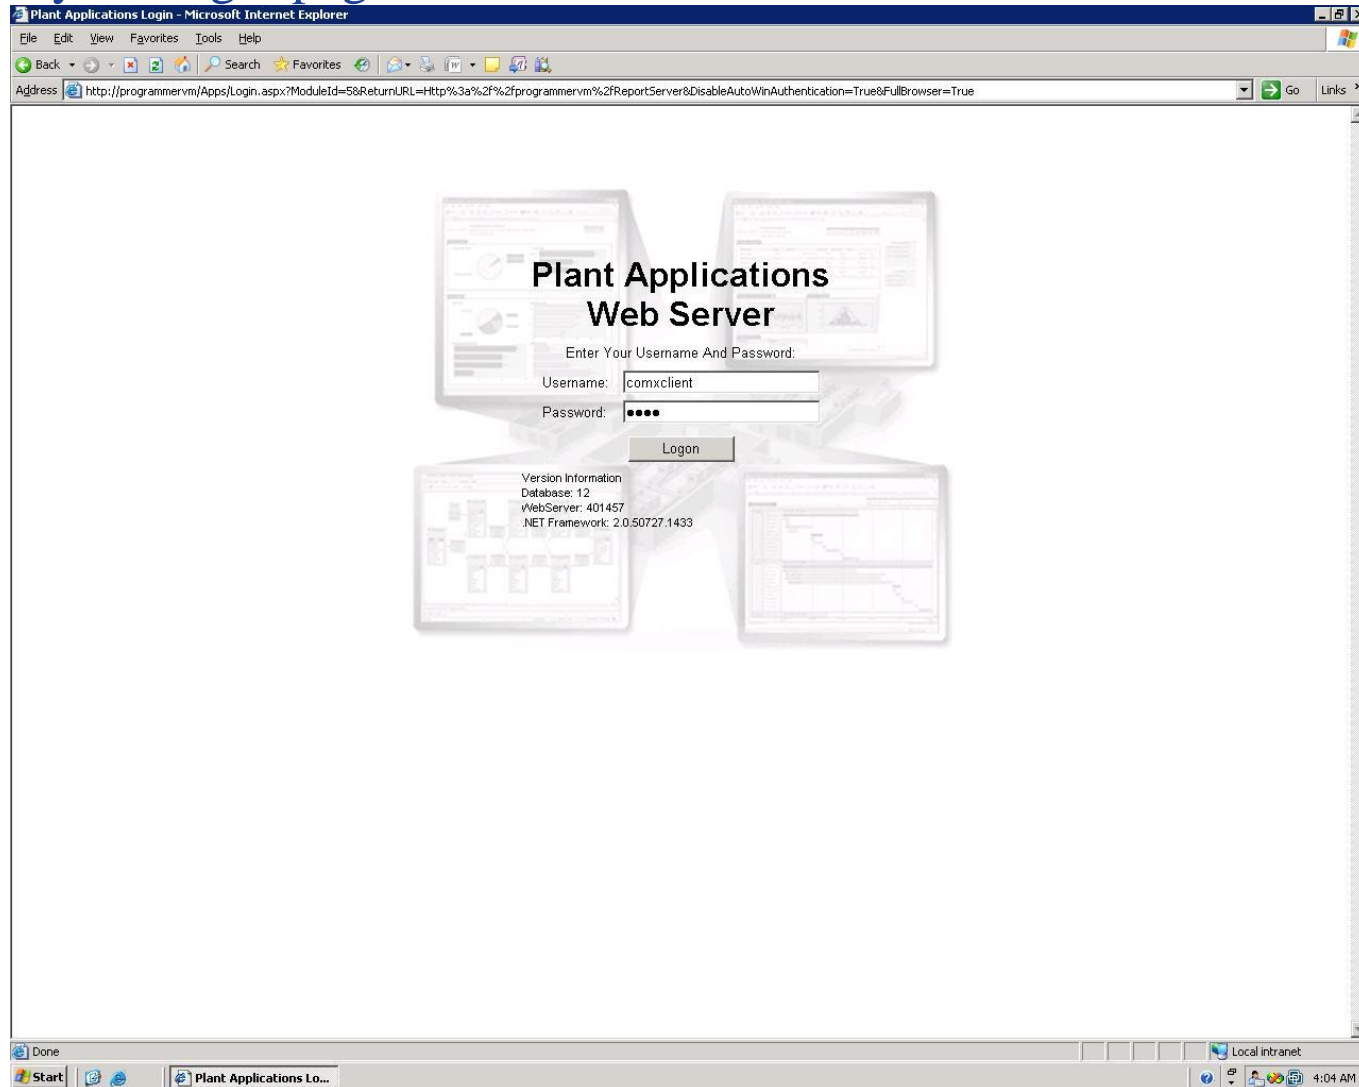 Plant Applications Login - Microsoft Internet Explorer
File Edit View Favorites Tools Help
Back Search Favorites
Address http://programmervm/Apps/Login.aspx?ModuleId=5&ReturnURL=Http%3a%2f%2fprogrammervm%2fReportServer&DisableAutoWinAuthentication=True&FullBrowser=True Go Links
Plant Applications
Web Server
Enter Your Username And Password:
Username: comxclient
Password: ••••
Logon
Version Information
Database: 12
WebServer: 401457
.NET Framework: 2.0.50727.1433
Done Local intranet
Start Plant Applications Lo... 4:04 AM